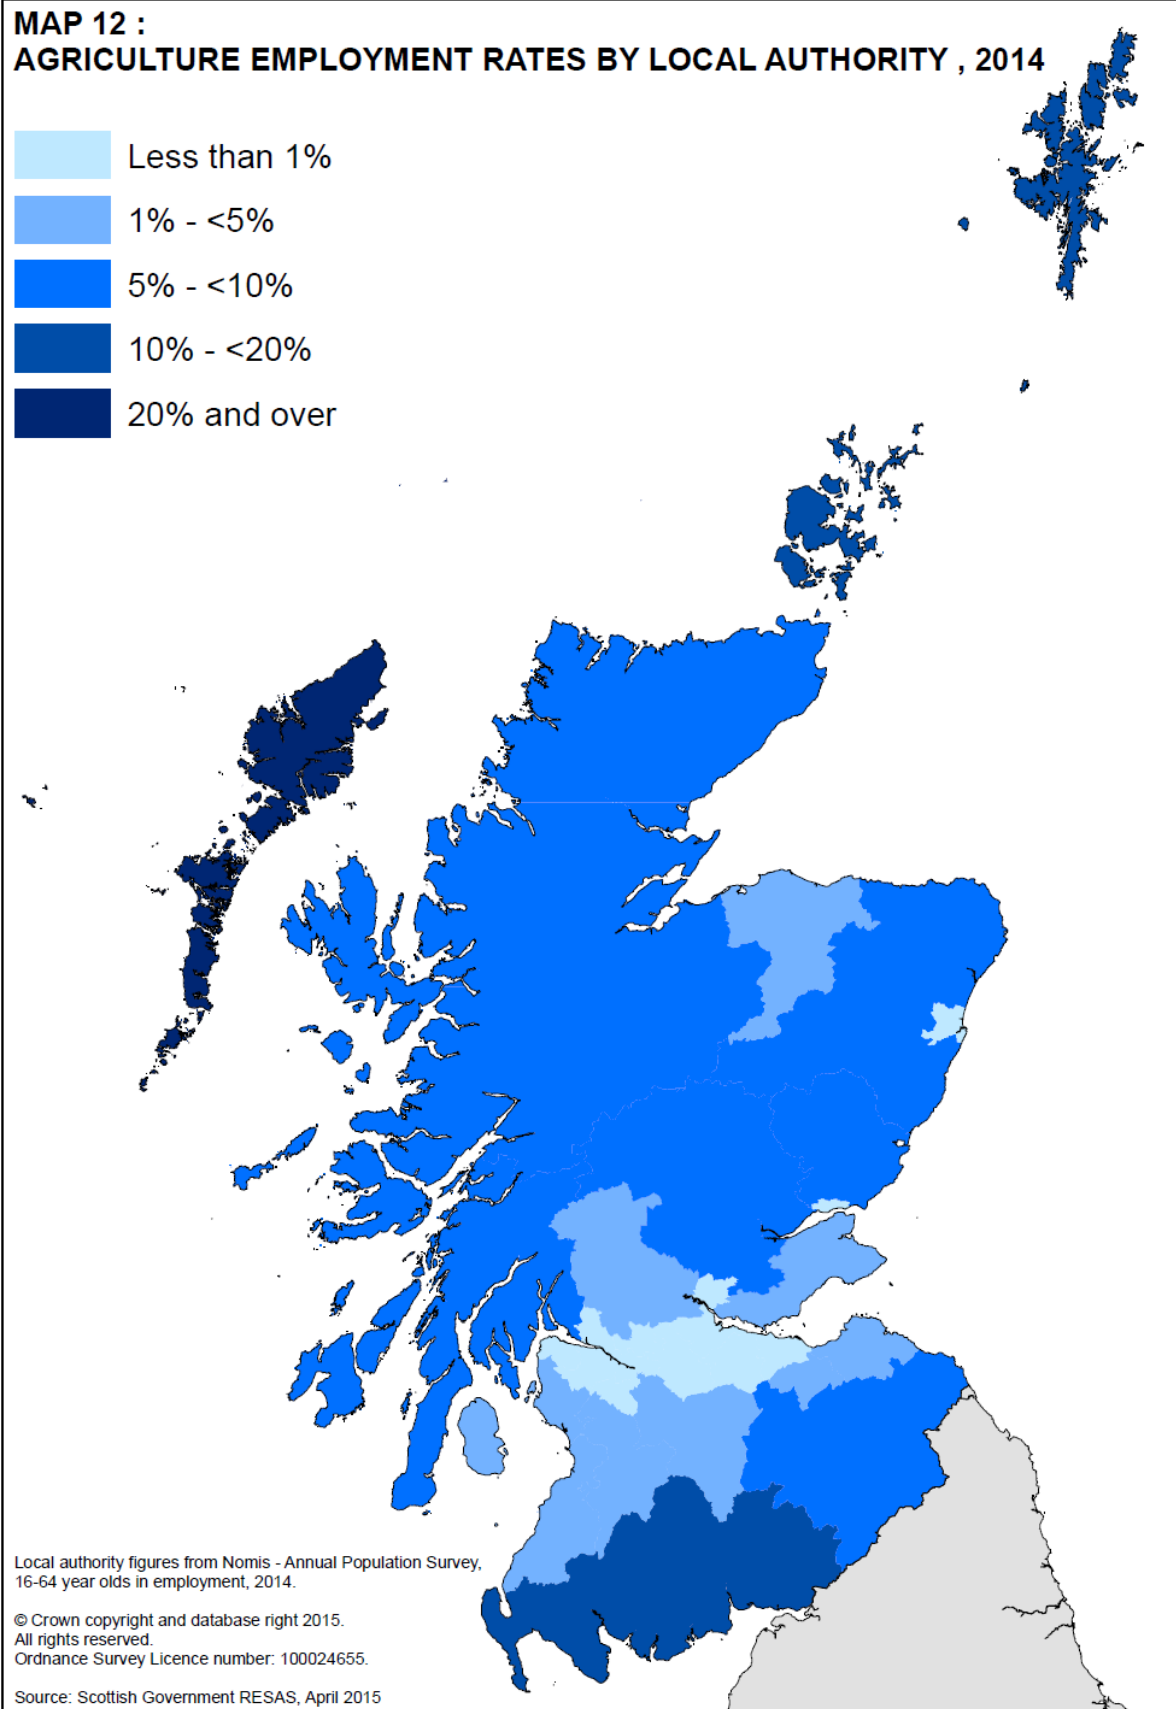 MAP 12 :
AGRICULTURE EMPLOYMENT RATES BY LOCAL AUTHORITY , 2014
Less than 1%
1% - <5%
5% - <10%
10% - <20%
20% and over
Local authority figures from Nomis - Annual Population Survey,
16-64 year olds in employment, 2014.
© Crown copyright and database right 2015.
All rights reserved.
Ordnance Survey Licence number: 100024655.
Source: Scottish Government RESAS, April 2015